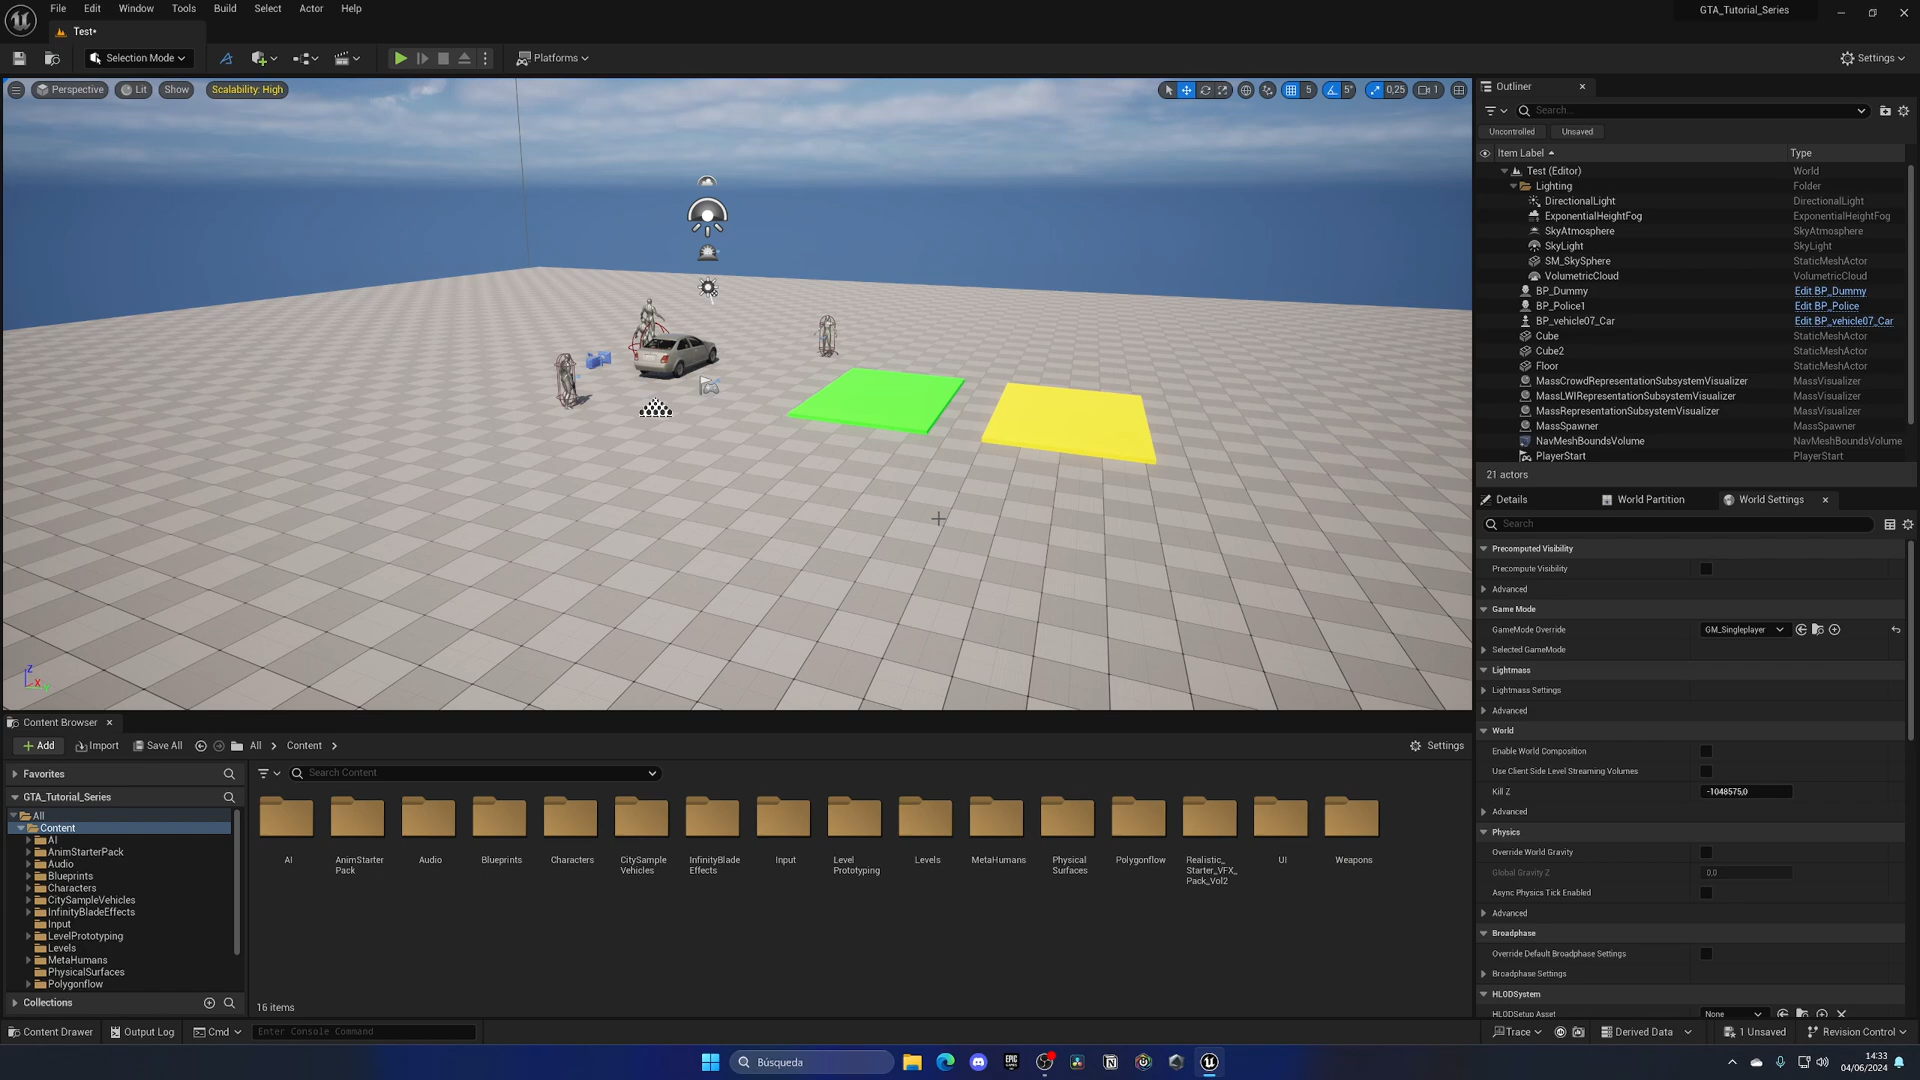 File Edit Window Tools Build Select Actor Help
GTA_Tutorial_Series
Test*
Selection Mode
Platforms
Settings
Perspective Lit Show Scalability: High
5 5° 0,25 1
Outliner
Search...
Uncontrolled Unsaved
Item Label Type
Test (Editor) World
Lighting Folder
DirectionalLight DirectionalLight
ExponentialHeightFog ExponentialHeightFog
SkyAtmosphere SkyAtmosphere
SkyLight SkyLight
SM_SkySphere StaticMeshActor
VolumetricCloud VolumetricCloud
BP_Dummy Edit BP_Dummy
BP_Police1 Edit BP_Police
BP_vehicle07_Car Edit BP_vehicle07_Car
Cube StaticMeshActor
Cube2 StaticMeshActor
Floor StaticMeshActor
MassCrowdRepresentationSubsystemVisualizer MassVisualizer
MassLWIRepresentationSubsystemVisualizer MassVisualizer
MassRepresentationSubsystemVisualizer MassVisualizer
MassSpawner MassSpawner
NavMeshBoundsVolume NavMeshBoundsVolume
PlayerStart PlayerStart
21 actors
Details World Partition World Settings
Search
Precomputed Visibility
Precompute Visibility
Advanced
Game Mode
GameMode Override GM_Singleplayer
Selected GameMode
Lightmass
Lightmass Settings
Advanced
World
Enable World Composition
Use Client Side Level Streaming Volumes
Kill Z -1048575,0
Advanced
Physics
Override World Gravity
Global Gravity Z 0,0
Async Physics Tick Enabled
Advanced
Broadphase
Override Default Broadphase Settings
Broadphase Settings
HLODSystem
HLODSetup Asset None
Z X
Content Browser
Add Import Save All All Content Settings
Favorites
Search Content
GTA_Tutorial_Series
All
Content
AI
AnimStarterPack
Audio
Blueprints
Characters
CitySampleVehicles
InfinityBladeEffects
Input
LevelPrototyping
Levels
MetaHumans
PhysicalSurfaces
Polygonflow
Collections
AI
AnimStarter
Pack
Audio
Blueprints
Characters
CitySample
Vehicles
InfinityBlade
Effects
Input
Level
Prototyping
Levels
MetaHumans
Physical
Surfaces
Polygonflow
Realistic_
Starter_VFX_
Pack_Vol2
UI
Weapons
16 items
Content Drawer Output Log Cmd Enter Console Command
Trace Derived Data 1 Unsaved Revision Control
Búsqueda
EPIC
GAMES
14:33
04/06/2024